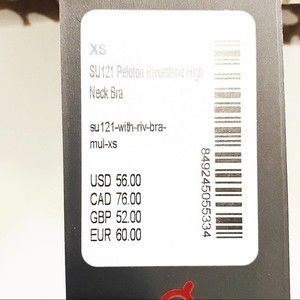 XS
SU121 Peloton Riverstone High
Neck Bra
su121-with-riv-bra-
mul-xs
USD 56.00
CAD 76.00
GBP 52.00
EUR 60.00
849245055334